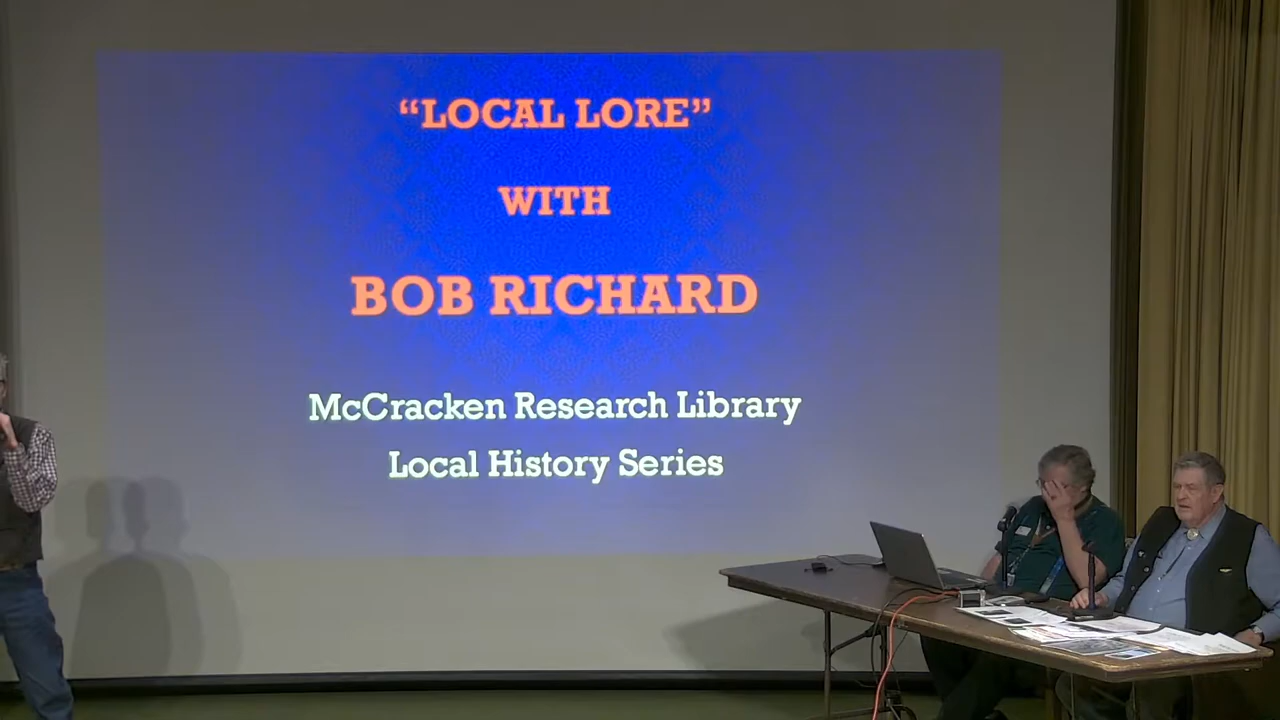 “LOCAL LORE”
WITH
BOB RICHARD
McCracken Research Library
Local History Series